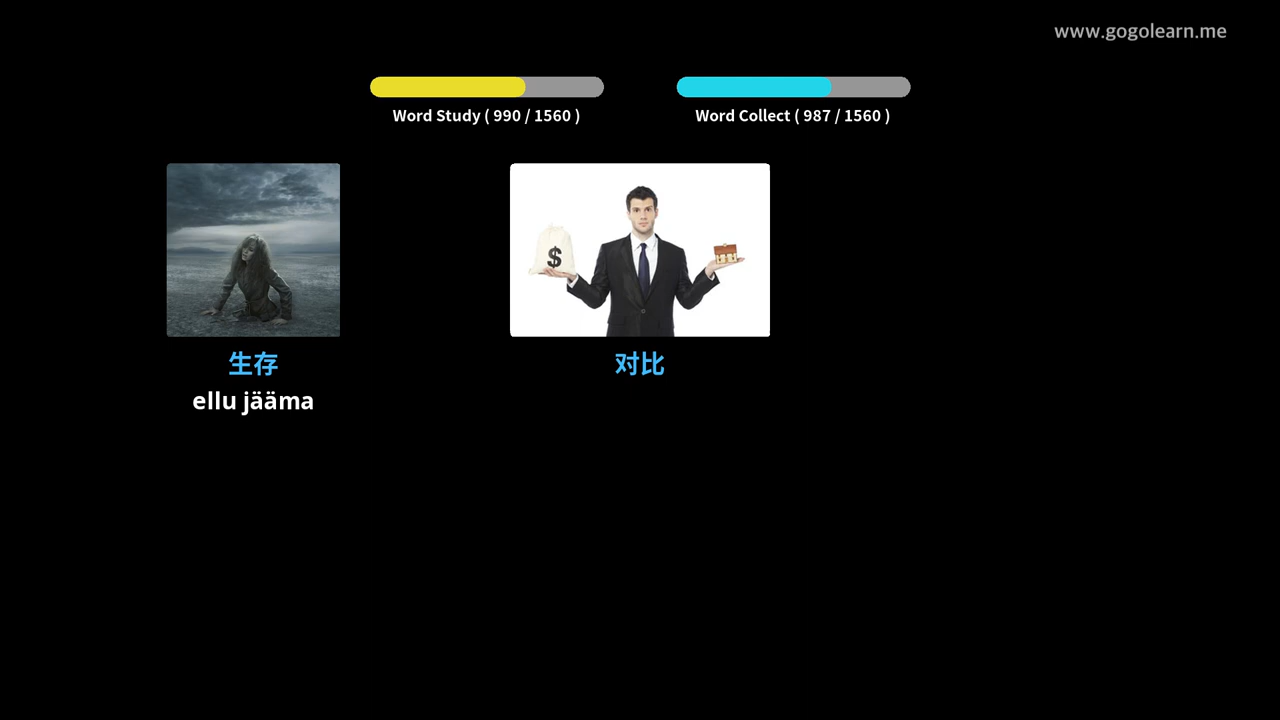 www.gogolearn.me
Word Study ( 990 / 1560 )
Word Collect ( 987 / 1560 )
$
生存
对比
ellu jääma